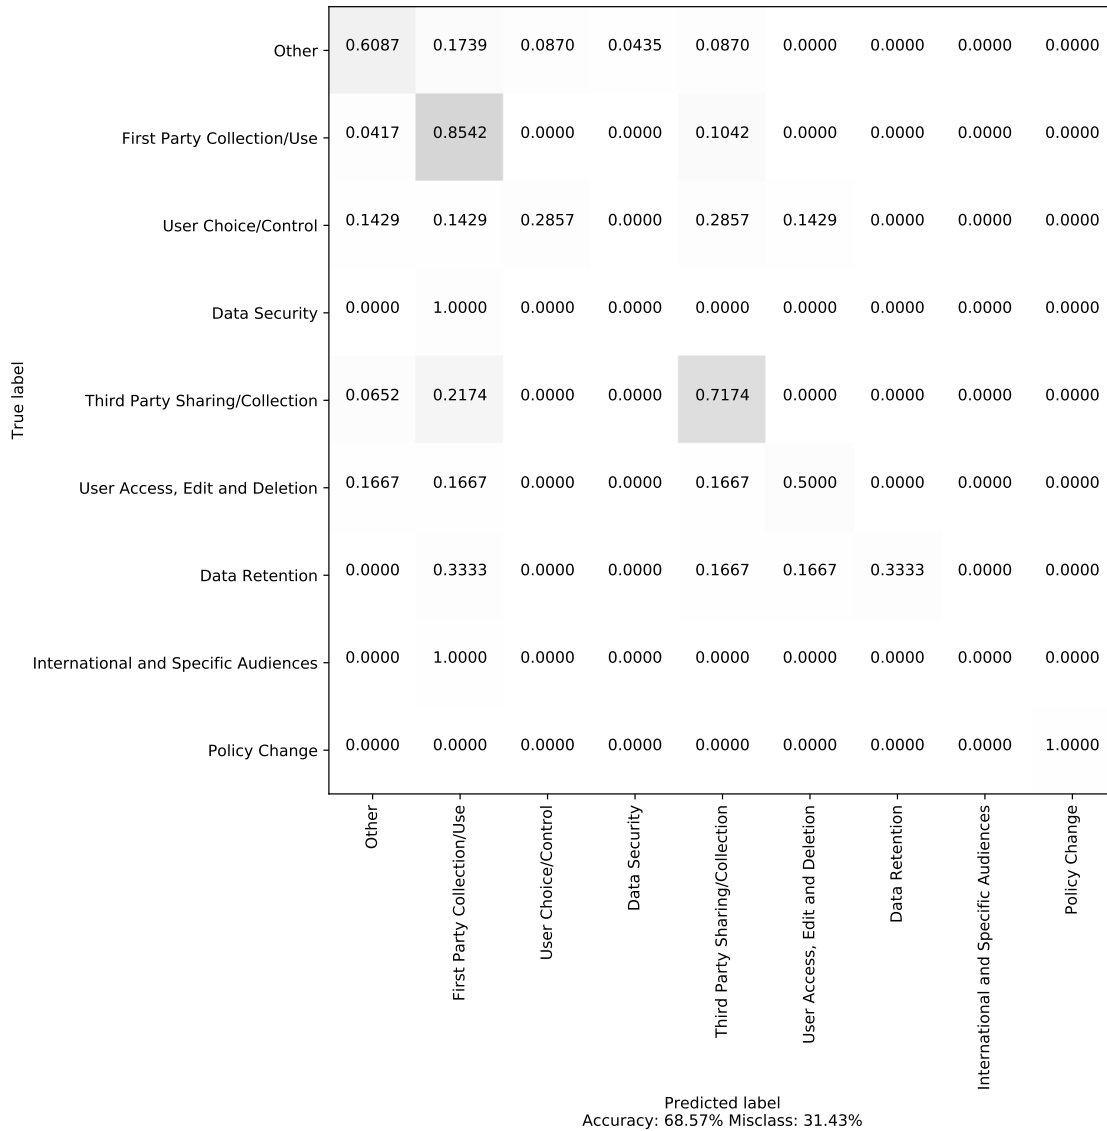 Other 0.6087 0.1739 0.0870 0.0435 0.0870 0.0000 0.0000 0.0000 0.0000
First Party Collection/Use 0.0417 0.8542 0.0000 0.0000 0.1042 0.0000 0.0000 0.0000 0.0000
User Choice/Control 0.1429 0.1429 0.2857 0.0000 0.2857 0.1429 0.0000 0.0000 0.0000
Data Security 0.0000 1.0000 0.0000 0.0000 0.0000 0.0000 0.0000 0.0000 0.0000
True label
Third Party Sharing/Collection 0.0652 0.2174 0.0000 0.0000 0.7174 0.0000 0.0000 0.0000 0.0000
User Access, Edit and Deletion 0.1667 0.1667 0.0000 0.0000 0.1667 0.5000 0.0000 0.0000 0.0000
Data Retention 0.0000 0.3333 0.0000 0.0000 0.1667 0.1667 0.3333 0.0000 0.0000
International and Specific Audiences 0.0000 1.0000 0.0000 0.0000 0.0000 0.0000 0.0000 0.0000 0.0000
Policy Change 0.0000 0.0000 0.0000 0.0000 0.0000 0.0000 0.0000 0.0000 1.0000
Other
First Party Collection/Use
User Choice/Control
Data Security
Third Party Sharing/Collection
User Access, Edit and Deletion
Data Retention
International and Specific Audiences
Policy Change
Predicted label
Accuracy: 68.57% Misclass: 31.43%